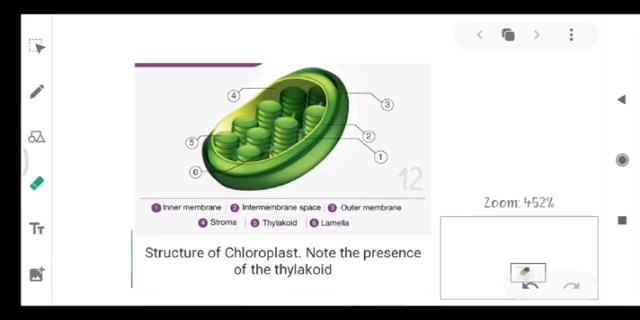 4
3
2
5
1
6
12
1 Inner membrane 2 Intermembrane space 3 Outer membrane
4 Stroma 5 Thylakoid 6 Lamella
Structure of Chloroplast. Note the presence
of the thylakoid
Zoom: 452%
Tт